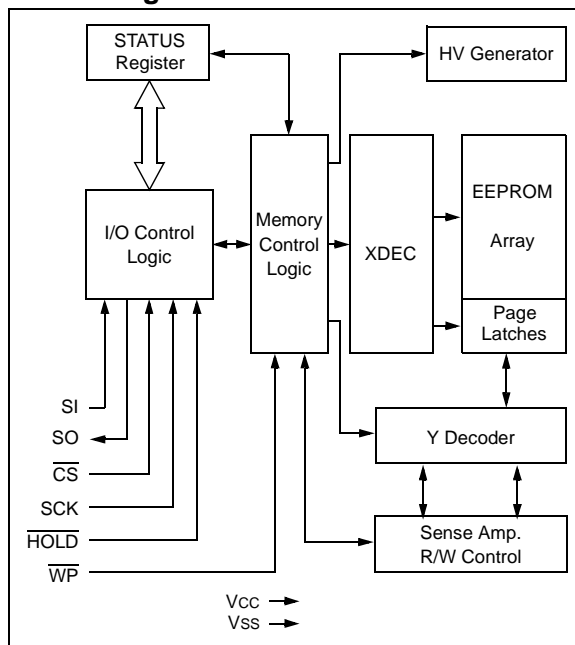 STATUS
Register
HV Generator
I/O Control
Logic
Memory
Control
Logic
XDEC
EEPROM
Array
Page
Latches
SI
SO
CS
SCK
HOLD
WP
Y Decoder
Sense Amp.
R/W Control
VCC
VSS